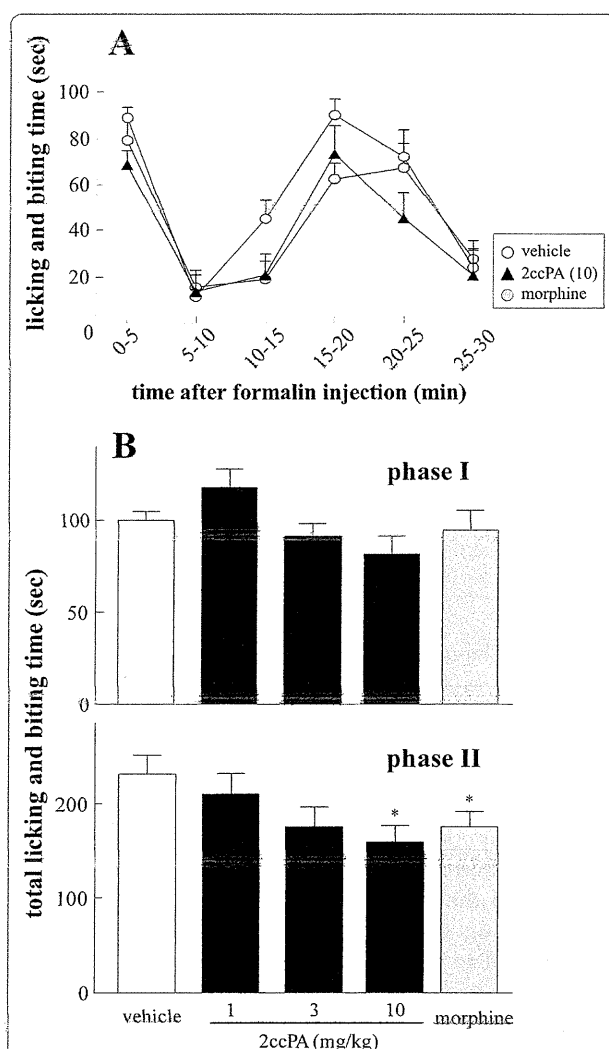 A
licking and biting time (sec)
100
80
60
40
20
0
0-5
5-10
10-15
15-20
20-25
25-30
time after formalin injection (min)
vehicle
2ccPA (10)
morphine
B
total licking and biting time (sec)
phase I
100
50
0
phase II
200
100
0
*
*
vehicle
1
3
10
morphine
2ccPA (mg/kg)